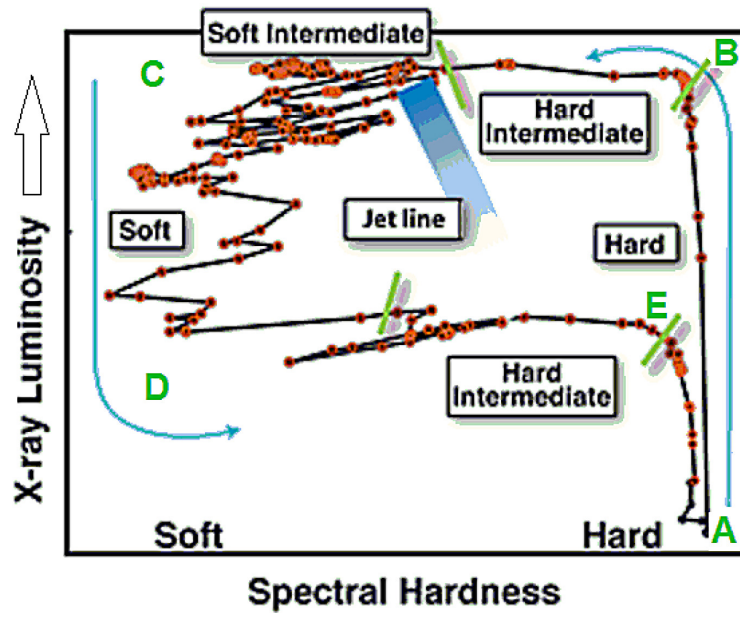 Soft Intermediate
C
B
Hard
Intermediate
Jet line
Soft
Hard
E
D
Hard
Intermediate
A
Soft
Hard
X-ray Luminosity
Spectral Hardness